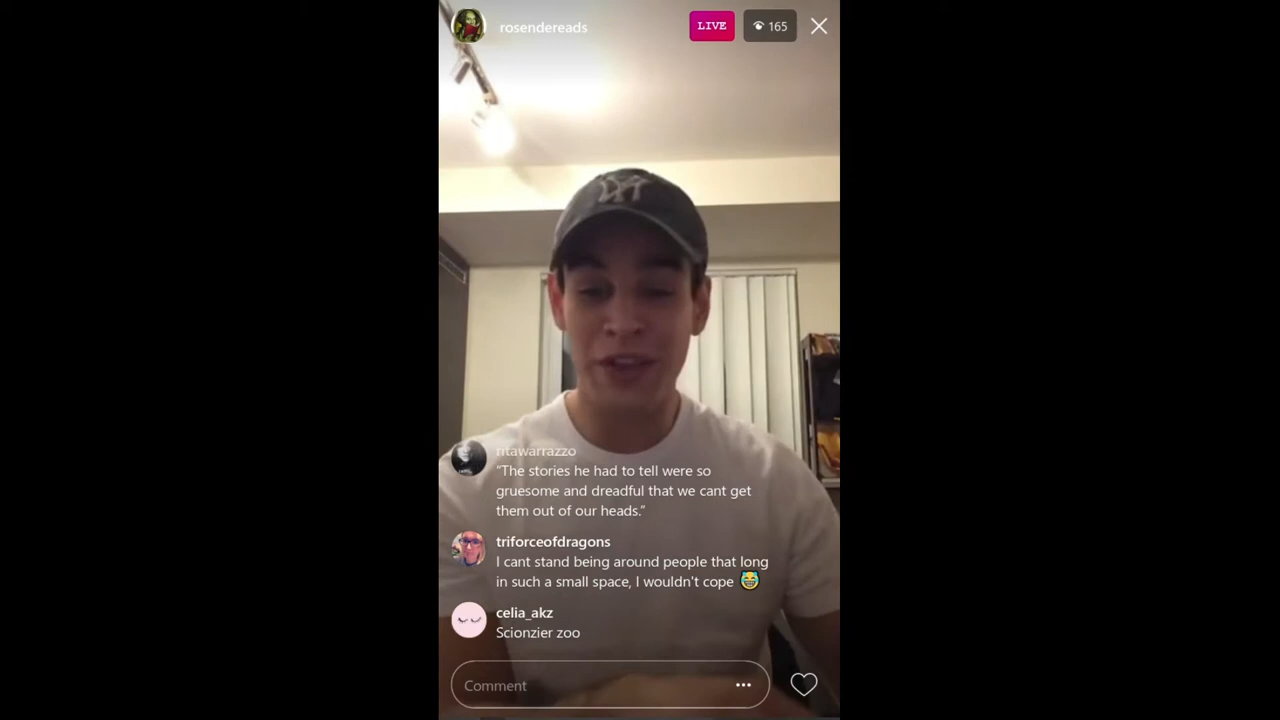 rosendereads
LIVE
165
ritawarrazzo
“The stories he had to tell were so
gruesome and dreadful that we cant get
them out of our heads.”
triforceofdragons
I cant stand being around people that long
in such a small space, I wouldn't cope 😹
celia_akz
Scionzier zoo
Comment